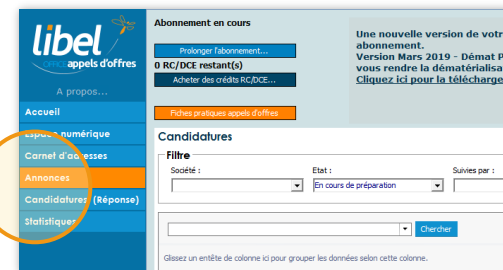 libel
OFFICE appels d'offres
A propos...
Accueil
Espace numérique
Carnet d'adresses
Annonces
Candidatures (Réponse)
Statistiques
Abonnement en cours
Prolonger l'abonnement...
0 RC/DCE restant(s)
Acheter des crédits RC/DCE...
Fiches pratiques appels d'offres
Une nouvelle version de votr
abonnement.
Version Mars 2019 - Démat P
vous rendre la dématérialisa
Cliquez ici pour la télécharge
Candidatures
Filtre
Société :
Etat :
Suivies par :
En cours de préparation
Chercher
Glissez un entête de colonne ici pour grouper les données selon cette colonne.